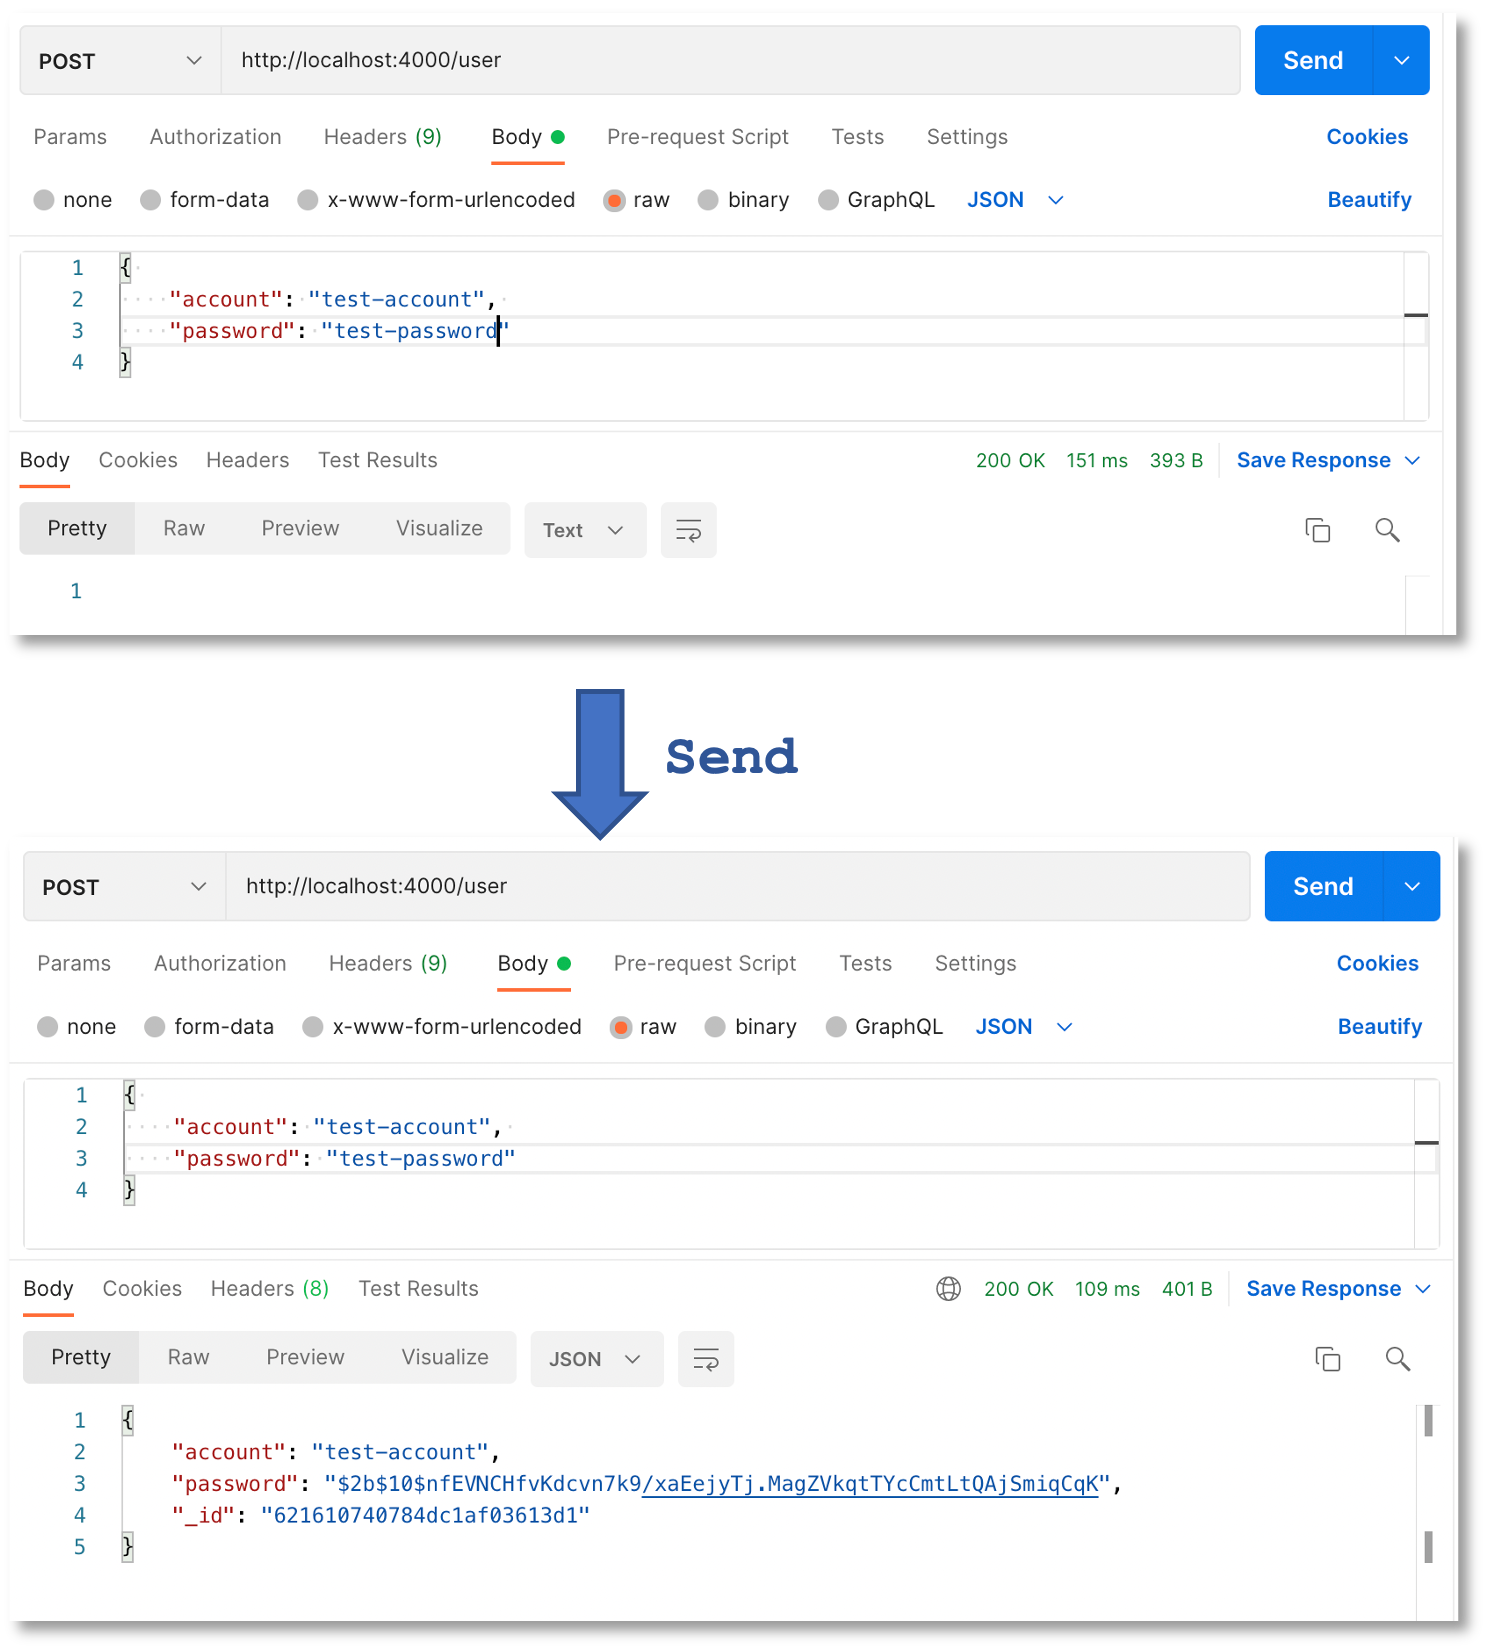 POST http://localhost:4000/user Send
Params Authorization Headers (9) Body Pre-request Script Tests Settings Cookies
none form-data x-www-form-urlencoded raw binary GraphQL JSON Beautify
1 {
2 "account": "test-account",
3 "password": "test-password"
4 }
Body Cookies Headers Test Results 200 OK 151 ms 393 B Save Response
Pretty Raw Preview Visualize Text
1
Send
POST http://localhost:4000/user Send
Params Authorization Headers (9) Body Pre-request Script Tests Settings Cookies
none form-data x-www-form-urlencoded raw binary GraphQL JSON Beautify
1 {
2 "account": "test-account",
3 "password": "test-password"
4 }
Body Cookies Headers (8) Test Results 200 OK 109 ms 401 B Save Response
Pretty Raw Preview Visualize JSON
1 {
2 "account": "test-account",
3 "password": "$2b$10$nfEVNCHfvKdcvn7k9/xaEejyTj.MagZVkqtTYcCmtLtQAjSmiqCqK",
4 "_id": "621610740784dc1af03613d1"
5 }